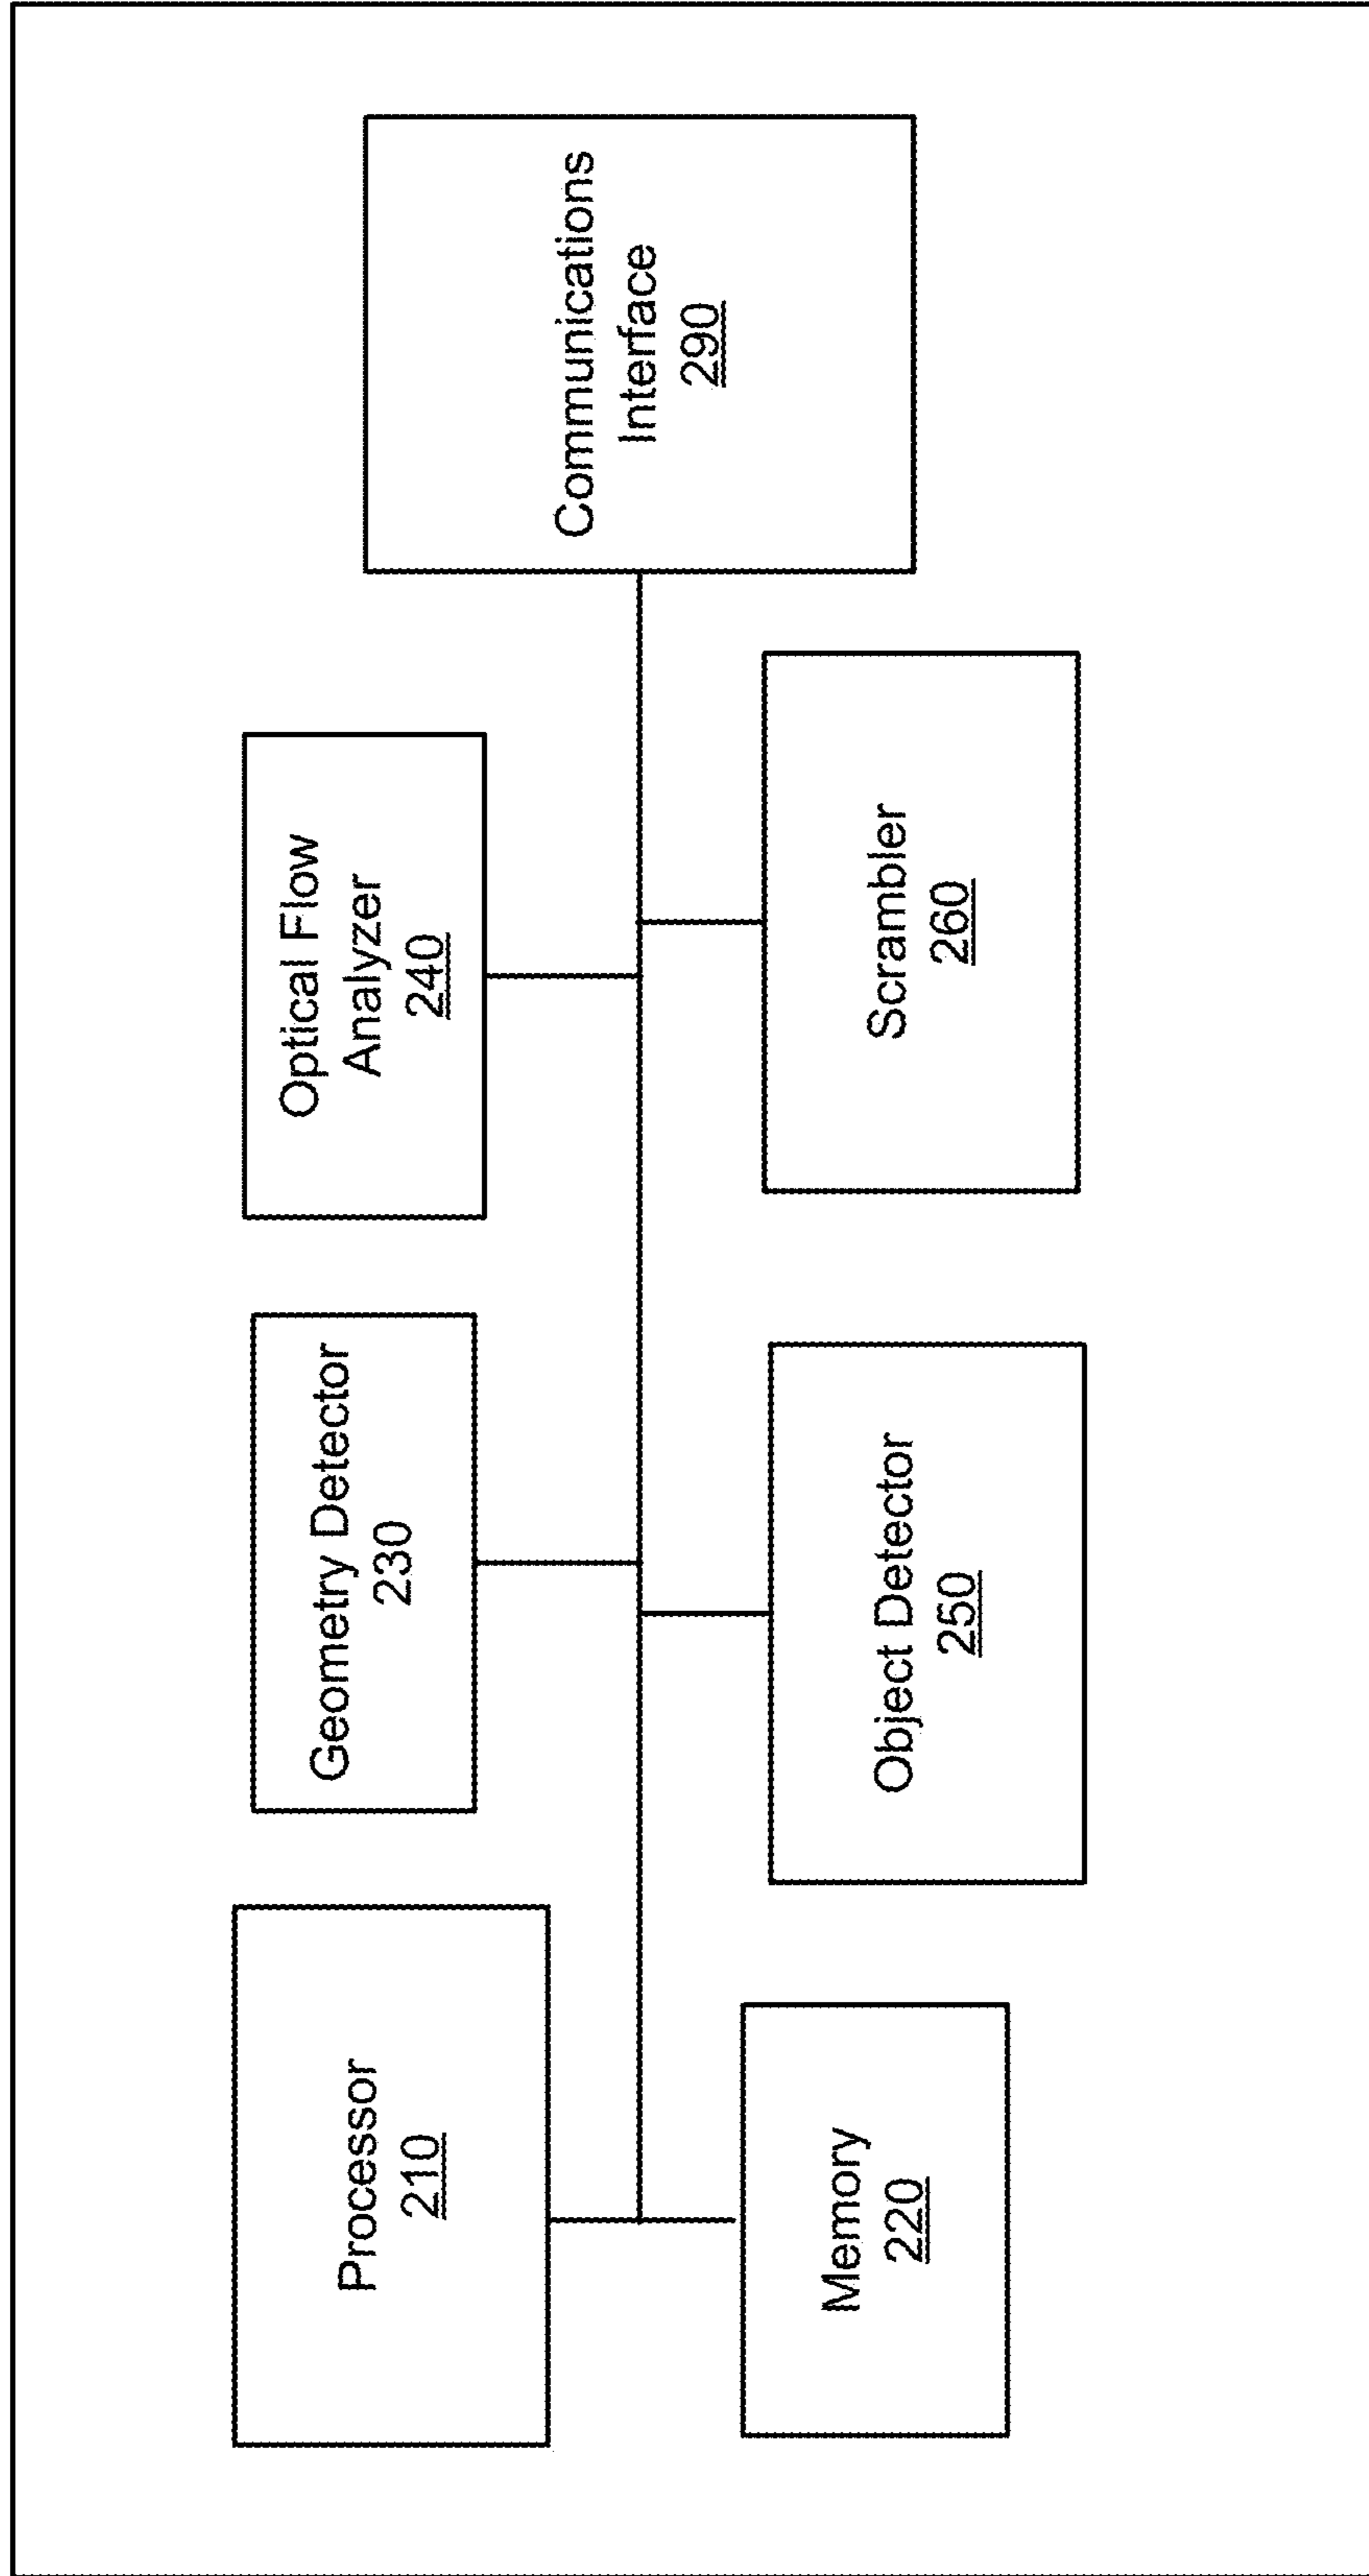 Processor
210
Geometry Detector
230
Optical Flow
Analyzer
240
Communications
Interface
290
Memory
220
Object Detector
250
Scrambler
260